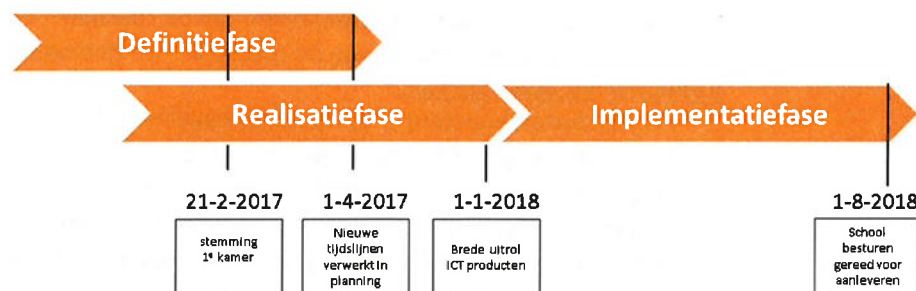 Definitiefase
Realisatiefase
Implementatiefase
21-2-2017
1-4-2017
1-1-2018
1-8-2018
stemming
1e kamer
Nieuwe
tijdslijnen
verwerkt in
planning
Brede uitrol
ICT producten
School
besturen
gereed voor
aanleveren